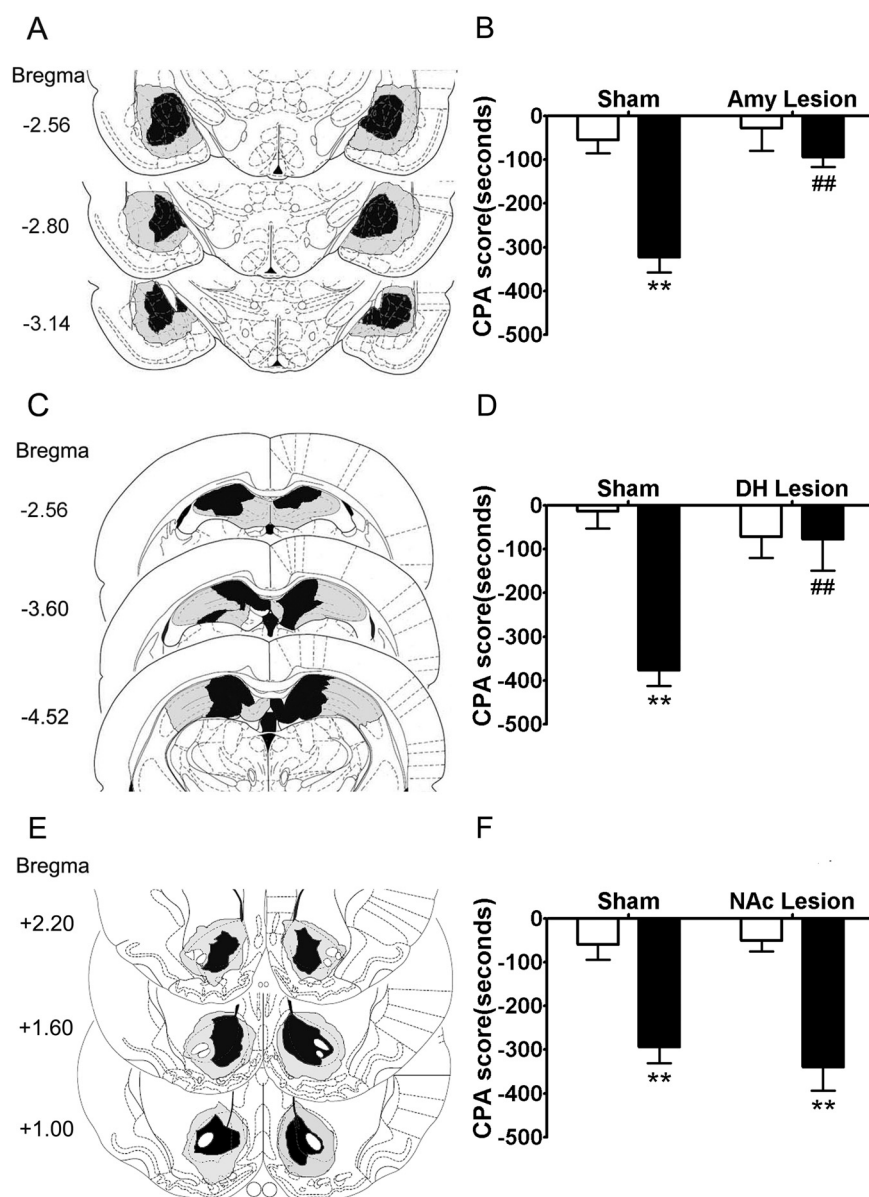 A
Bregma
-2.56
-2.80
-3.14
B
Sham Amy Lesion
CPA score(seconds)
0
-100
-200
-300
-400
-500
**
##
C
Bregma
-2.56
-3.60
-4.52
D
Sham DH Lesion
CPA score(seconds)
0
-100
-200
-300
-400
-500
**
##
E
Bregma
+2.20
+1.60
+1.00
F
Sham NAc Lesion
CPA score(seconds)
0
-100
-200
-300
-400
-500
**
**